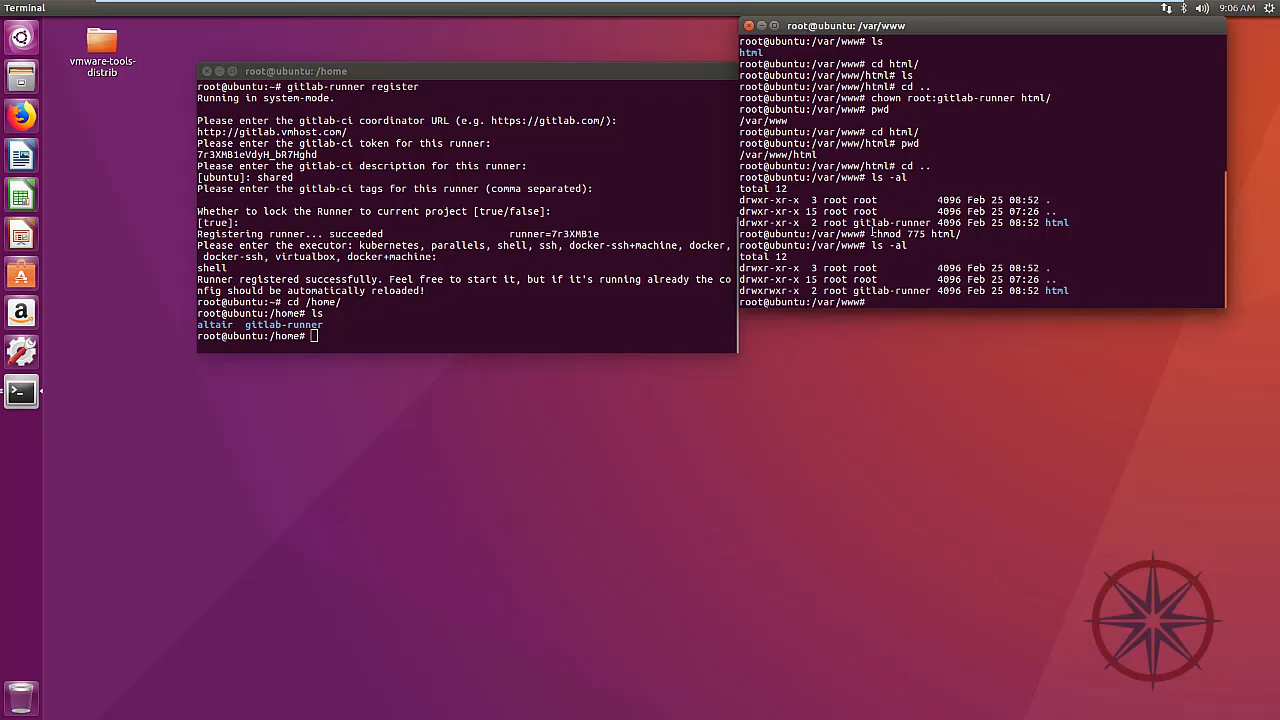 Terminal
9:06 AM
vmware-tools-
distrib
root@ubuntu: /home
root@ubuntu:~# gitlab-runner register
Running in system-mode.
Please enter the gitlab-ci coordinator URL (e.g. https://gitlab.com/):
http://gitlab.vmhost.com/
Please enter the gitlab-ci token for this runner:
7r3XMB1eVdyH_bR7Hghd
Please enter the gitlab-ci description for this runner:
[ubuntu]: shared
Please enter the gitlab-ci tags for this runner (comma separated):
Whether to lock the Runner to current project [true/false]:
[true]:
Registering runner... succeeded runner=7r3XMB1e
Please enter the executor: kubernetes, parallels, shell, ssh, docker-ssh+machine, docker,
docker-ssh, virtualbox, docker+machine:
shell
Runner registered successfully. Feel free to start it, but if it's running already the co
nfig should be automatically reloaded!
root@ubuntu:~# cd /home/
root@ubuntu:/home# ls
altair gitlab-runner
root@ubuntu:/home#
root@ubuntu: /var/www
root@ubuntu:/var/www# ls
html
root@ubuntu:/var/www# cd html/
root@ubuntu:/var/www/html# ls
root@ubuntu:/var/www/html# cd ..
root@ubuntu:/var/www# chown root:gitlab-runner html/
root@ubuntu:/var/www# pwd
/var/www
root@ubuntu:/var/www# cd html/
root@ubuntu:/var/www/html# pwd
/var/www/html
root@ubuntu:/var/www/html# cd ..
root@ubuntu:/var/www# ls -al
total 12
drwxr-xr-x 3 root root 4096 Feb 25 08:52 .
drwxr-xr-x 15 root root 4096 Feb 25 07:26 ..
drwxr-xr-x 2 root gitlab-runner 4096 Feb 25 08:52 html
root@ubuntu:/var/www# chmod 775 html/
root@ubuntu:/var/www# ls -al
total 12
drwxr-xr-x 3 root root 4096 Feb 25 08:52 .
drwxr-xr-x 15 root root 4096 Feb 25 07:26 ..
drwxrwxr-x 2 root gitlab-runner 4096 Feb 25 08:52 html
root@ubuntu:/var/www#